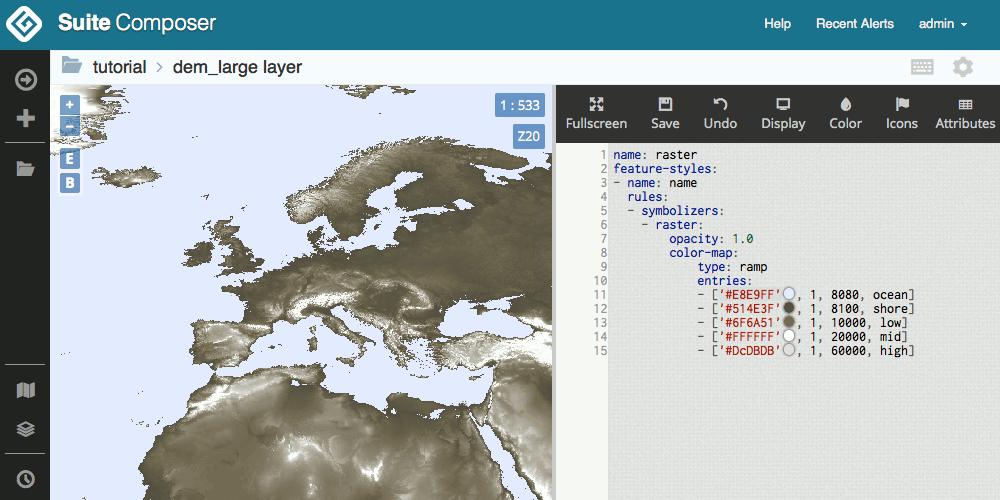 Suite Composer
Help Recent Alerts admin
tutorial > dem_large layer
+
−
E
B
1 : 533
Z20
Fullscreen Save Undo Display Color Icons Attributes
1 name: raster
2 feature-styles:
3 - name: name
4 rules:
5 - symbolizers:
6 - raster:
7 opacity: 1.0
8 color-map:
9 type: ramp
10 entries:
11 - ['#E8E9FF', 1, 8080, ocean]
12 - ['#514E3F', 1, 8100, shore]
13 - ['#6F6A51', 1, 10000, low]
14 - ['#FFFFFF', 1, 20000, mid]
15 - ['#DcDBDB', 1, 60000, high]